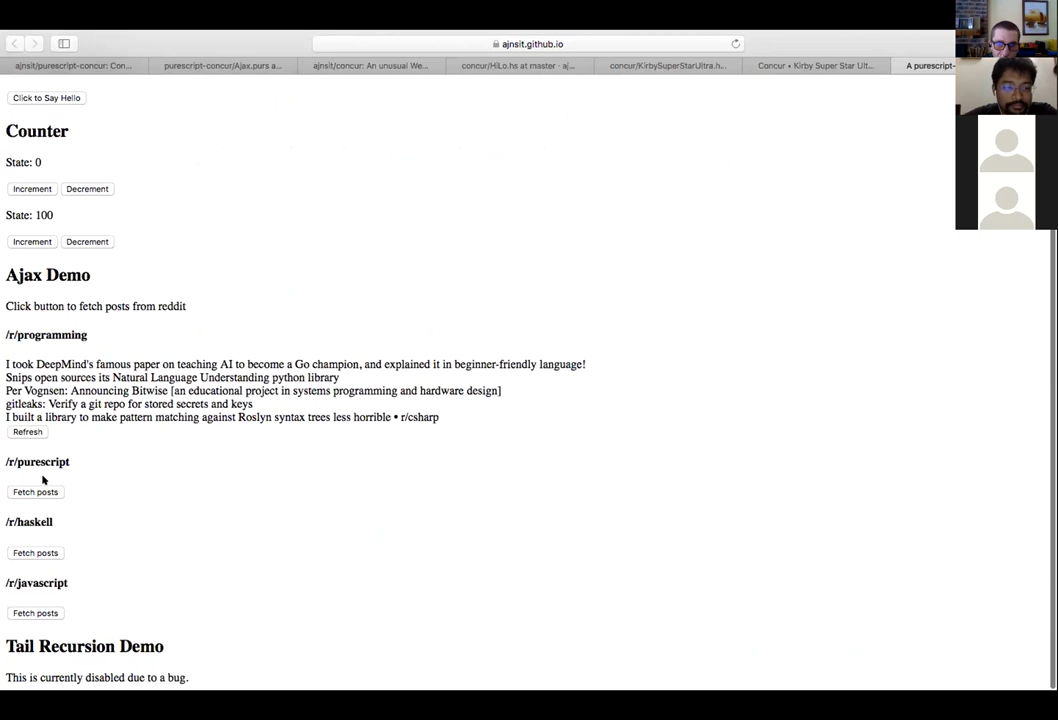 ajnsit.github.io
ajnsit/purescript-concur: Con...
purescript-concur/Ajax.purs a...
ajnsit/concur: An unusual We...
concur/HiLo.hs at master · aj...
concur/KirbySuperStarUltra.h...
Concur • Kirby Super Star Ult...
A purescript-
Click to Say Hello
Counter
State: 0
Increment Decrement
State: 100
Increment Decrement
Ajax Demo
Click button to fetch posts from reddit
/r/programming
I took DeepMind's famous paper on teaching AI to become a Go champion, and explained it in beginner-friendly language!
Snips open sources its Natural Language Understanding python library
Per Vognsen: Announcing Bitwise [an educational project in systems programming and hardware design]
gitleaks: Verify a git repo for stored secrets and keys
I built a library to make pattern matching against Roslyn syntax trees less horrible • r/csharp
Refresh
/r/purescript
Fetch posts
/r/haskell
Fetch posts
/r/javascript
Fetch posts
Tail Recursion Demo
This is currently disabled due to a bug.